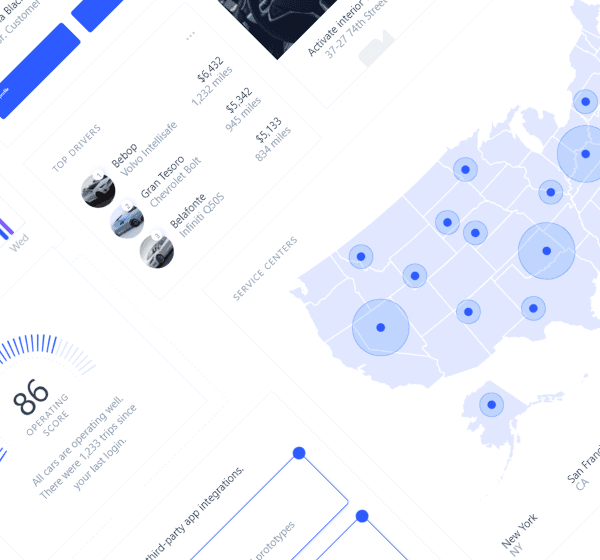 r. Customer
Activate interior
37-27 74th Street
TOP DRIVERS
1
Bebop
Volvo Intellisafe
$6,432
1,232 miles
2
Gran Tesoro
Chevrolet Bolt
$5,342
945 miles
3
Belafonte
Infiniti Q50S
$5,133
834 miles
Wed
SERVICE CENTERS
86
OPERATING
SCORE
All cars are operating well.
There were 1,233 trips since
your last login.
third-party app integrations.
prototypes
New York
NY
San Franc
CA